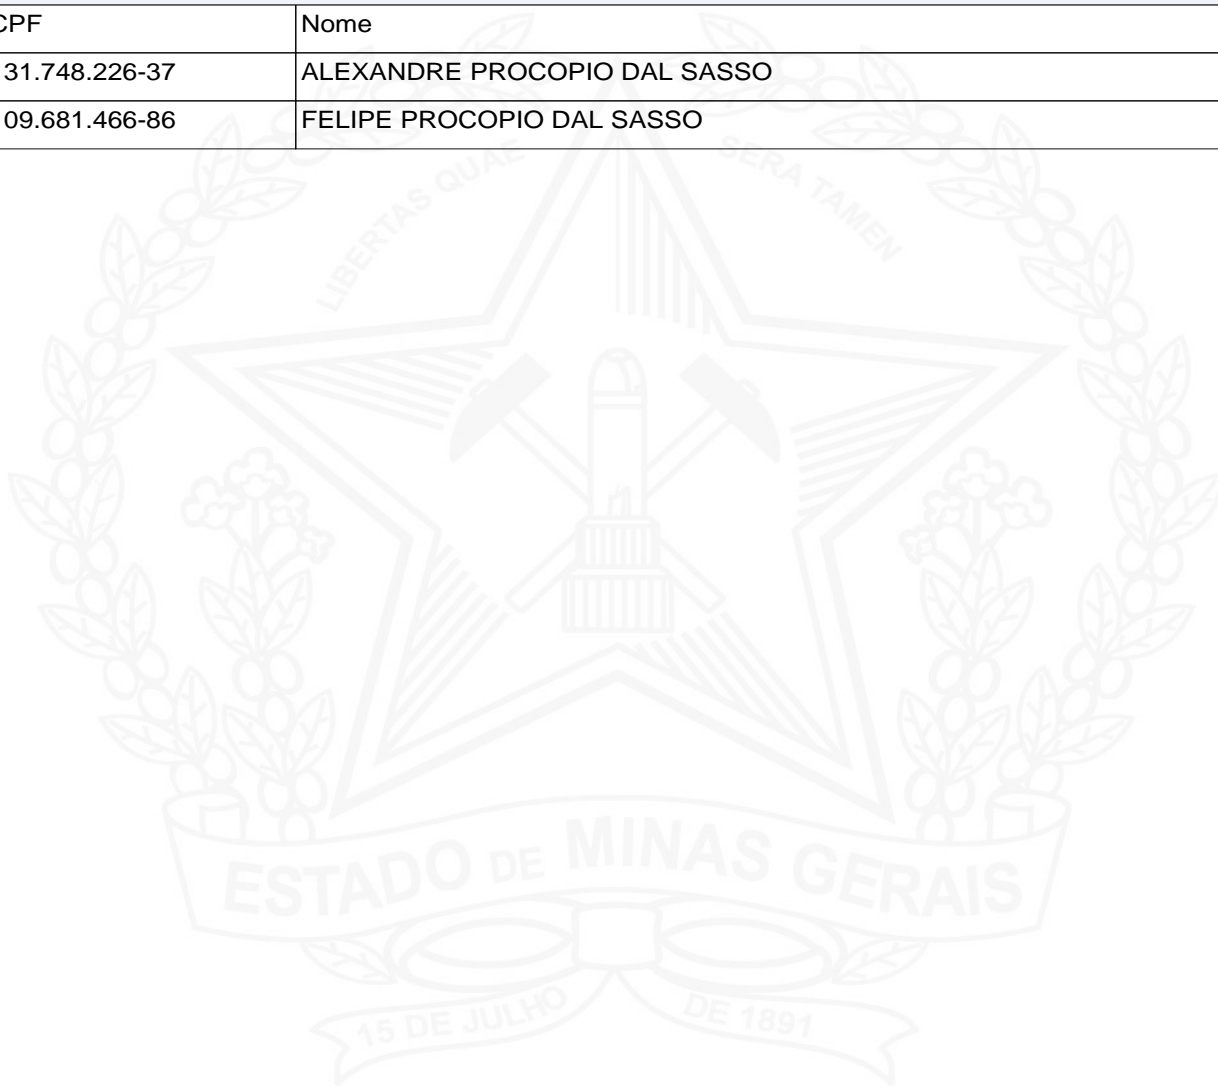 CPF Nome
31.748.226-37 ALEXANDRE PROCOPIO DAL SASSO
09.681.466-86 FELIPE PROCOPIO DAL SASSO
LIBERTAS QUAE SERA TAMEN
ESTADO DE MINAS GERAIS
15 DE JULHO DE 1891